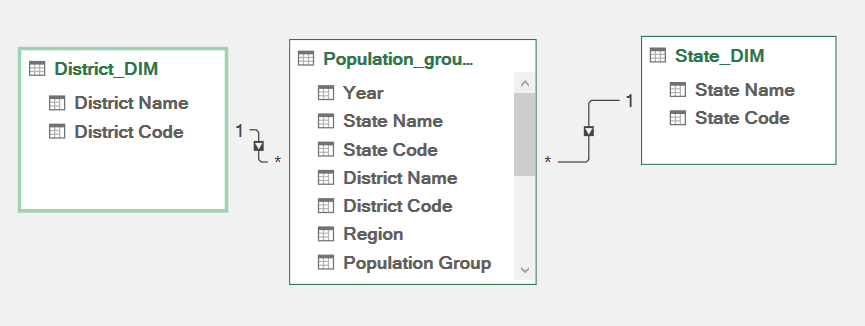 District_DIM
District Name
District Code
1
*
Population_grou...
Year
State Name
State Code
District Name
District Code
Region
Population Group
*
1
State_DIM
State Name
State Code